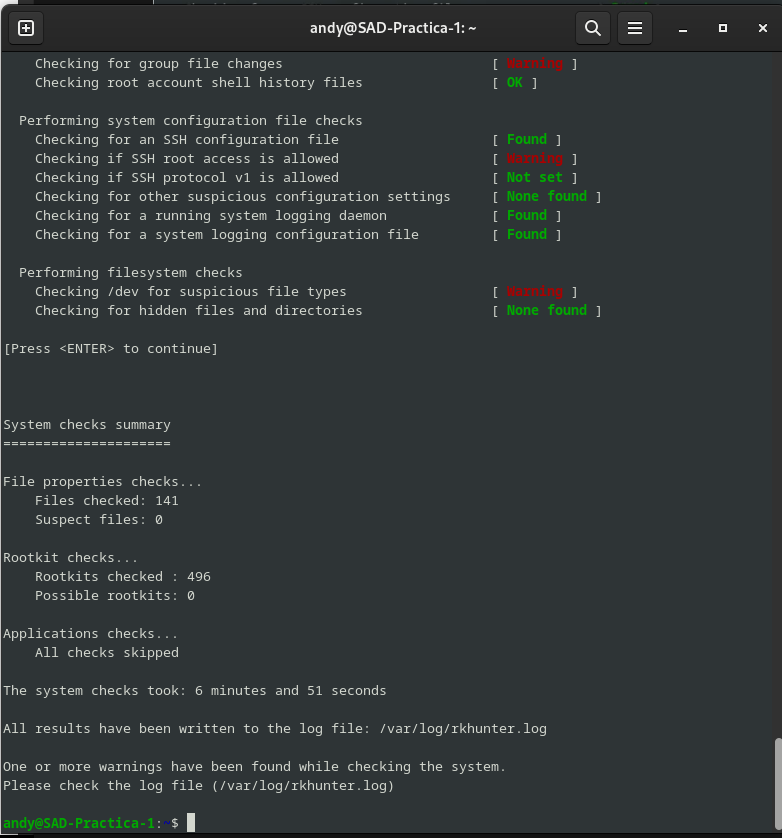 andy@SAD-Practica-1: ~
Checking for group file changes [ Warning ]
Checking root account shell history files [ OK ]
Performing system configuration file checks
Checking for an SSH configuration file [ Found ]
Checking if SSH root access is allowed [ Warning ]
Checking if SSH protocol v1 is allowed [ Not set ]
Checking for other suspicious configuration settings [ None found ]
Checking for a running system logging daemon [ Found ]
Checking for a system logging configuration file [ Found ]
Performing filesystem checks
Checking /dev for suspicious file types [ Warning ]
Checking for hidden files and directories [ None found ]
[Press <ENTER> to continue]
System checks summary
=====================
File properties checks...
Files checked: 141
Suspect files: 0
Rootkit checks...
Rootkits checked : 496
Possible rootkits: 0
Applications checks...
All checks skipped
The system checks took: 6 minutes and 51 seconds
All results have been written to the log file: /var/log/rkhunter.log
One or more warnings have been found while checking the system.
Please check the log file (/var/log/rkhunter.log)
andy@SAD-Practica-1:~$